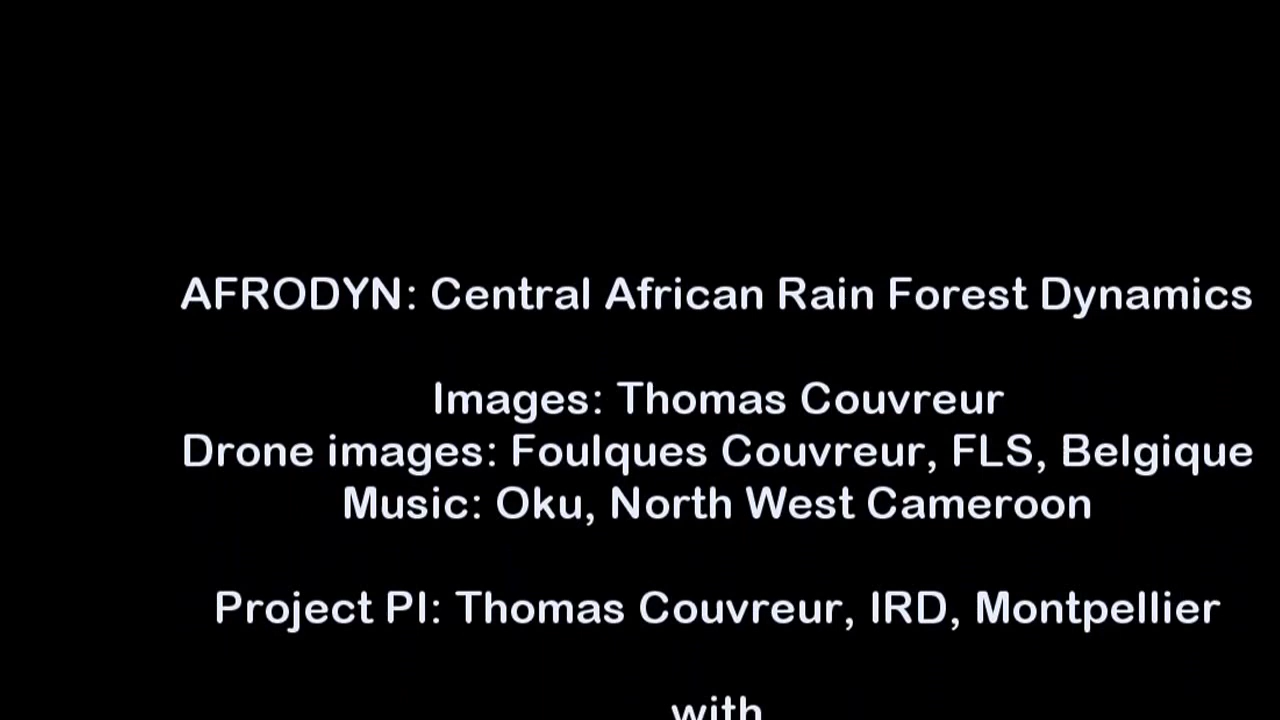 AFRODYN: Central African Rain Forest Dynamics
Images: Thomas Couvreur
Drone images: Foulques Couvreur, FLS, Belgique
Music: Oku, North West Cameroon
Project PI: Thomas Couvreur, IRD, Montpellier
with